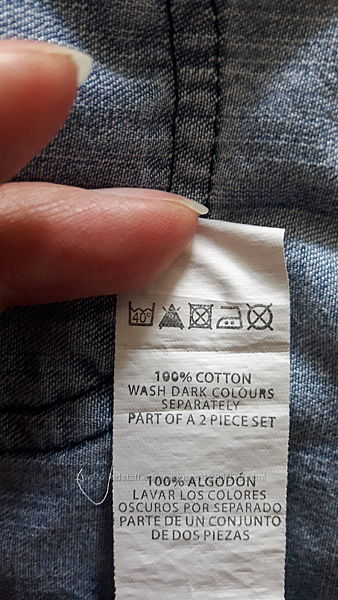 40°
100% COTTON
WASH DARK COLOURS
SEPARATELY
PART OF A 2 PIECE SET
100% ALGODÓN
LAVAR LOS COLORES
OSCUROS POR SEPARADO
PARTE DE UN CONJUNTO
DE DOS PIEZAS